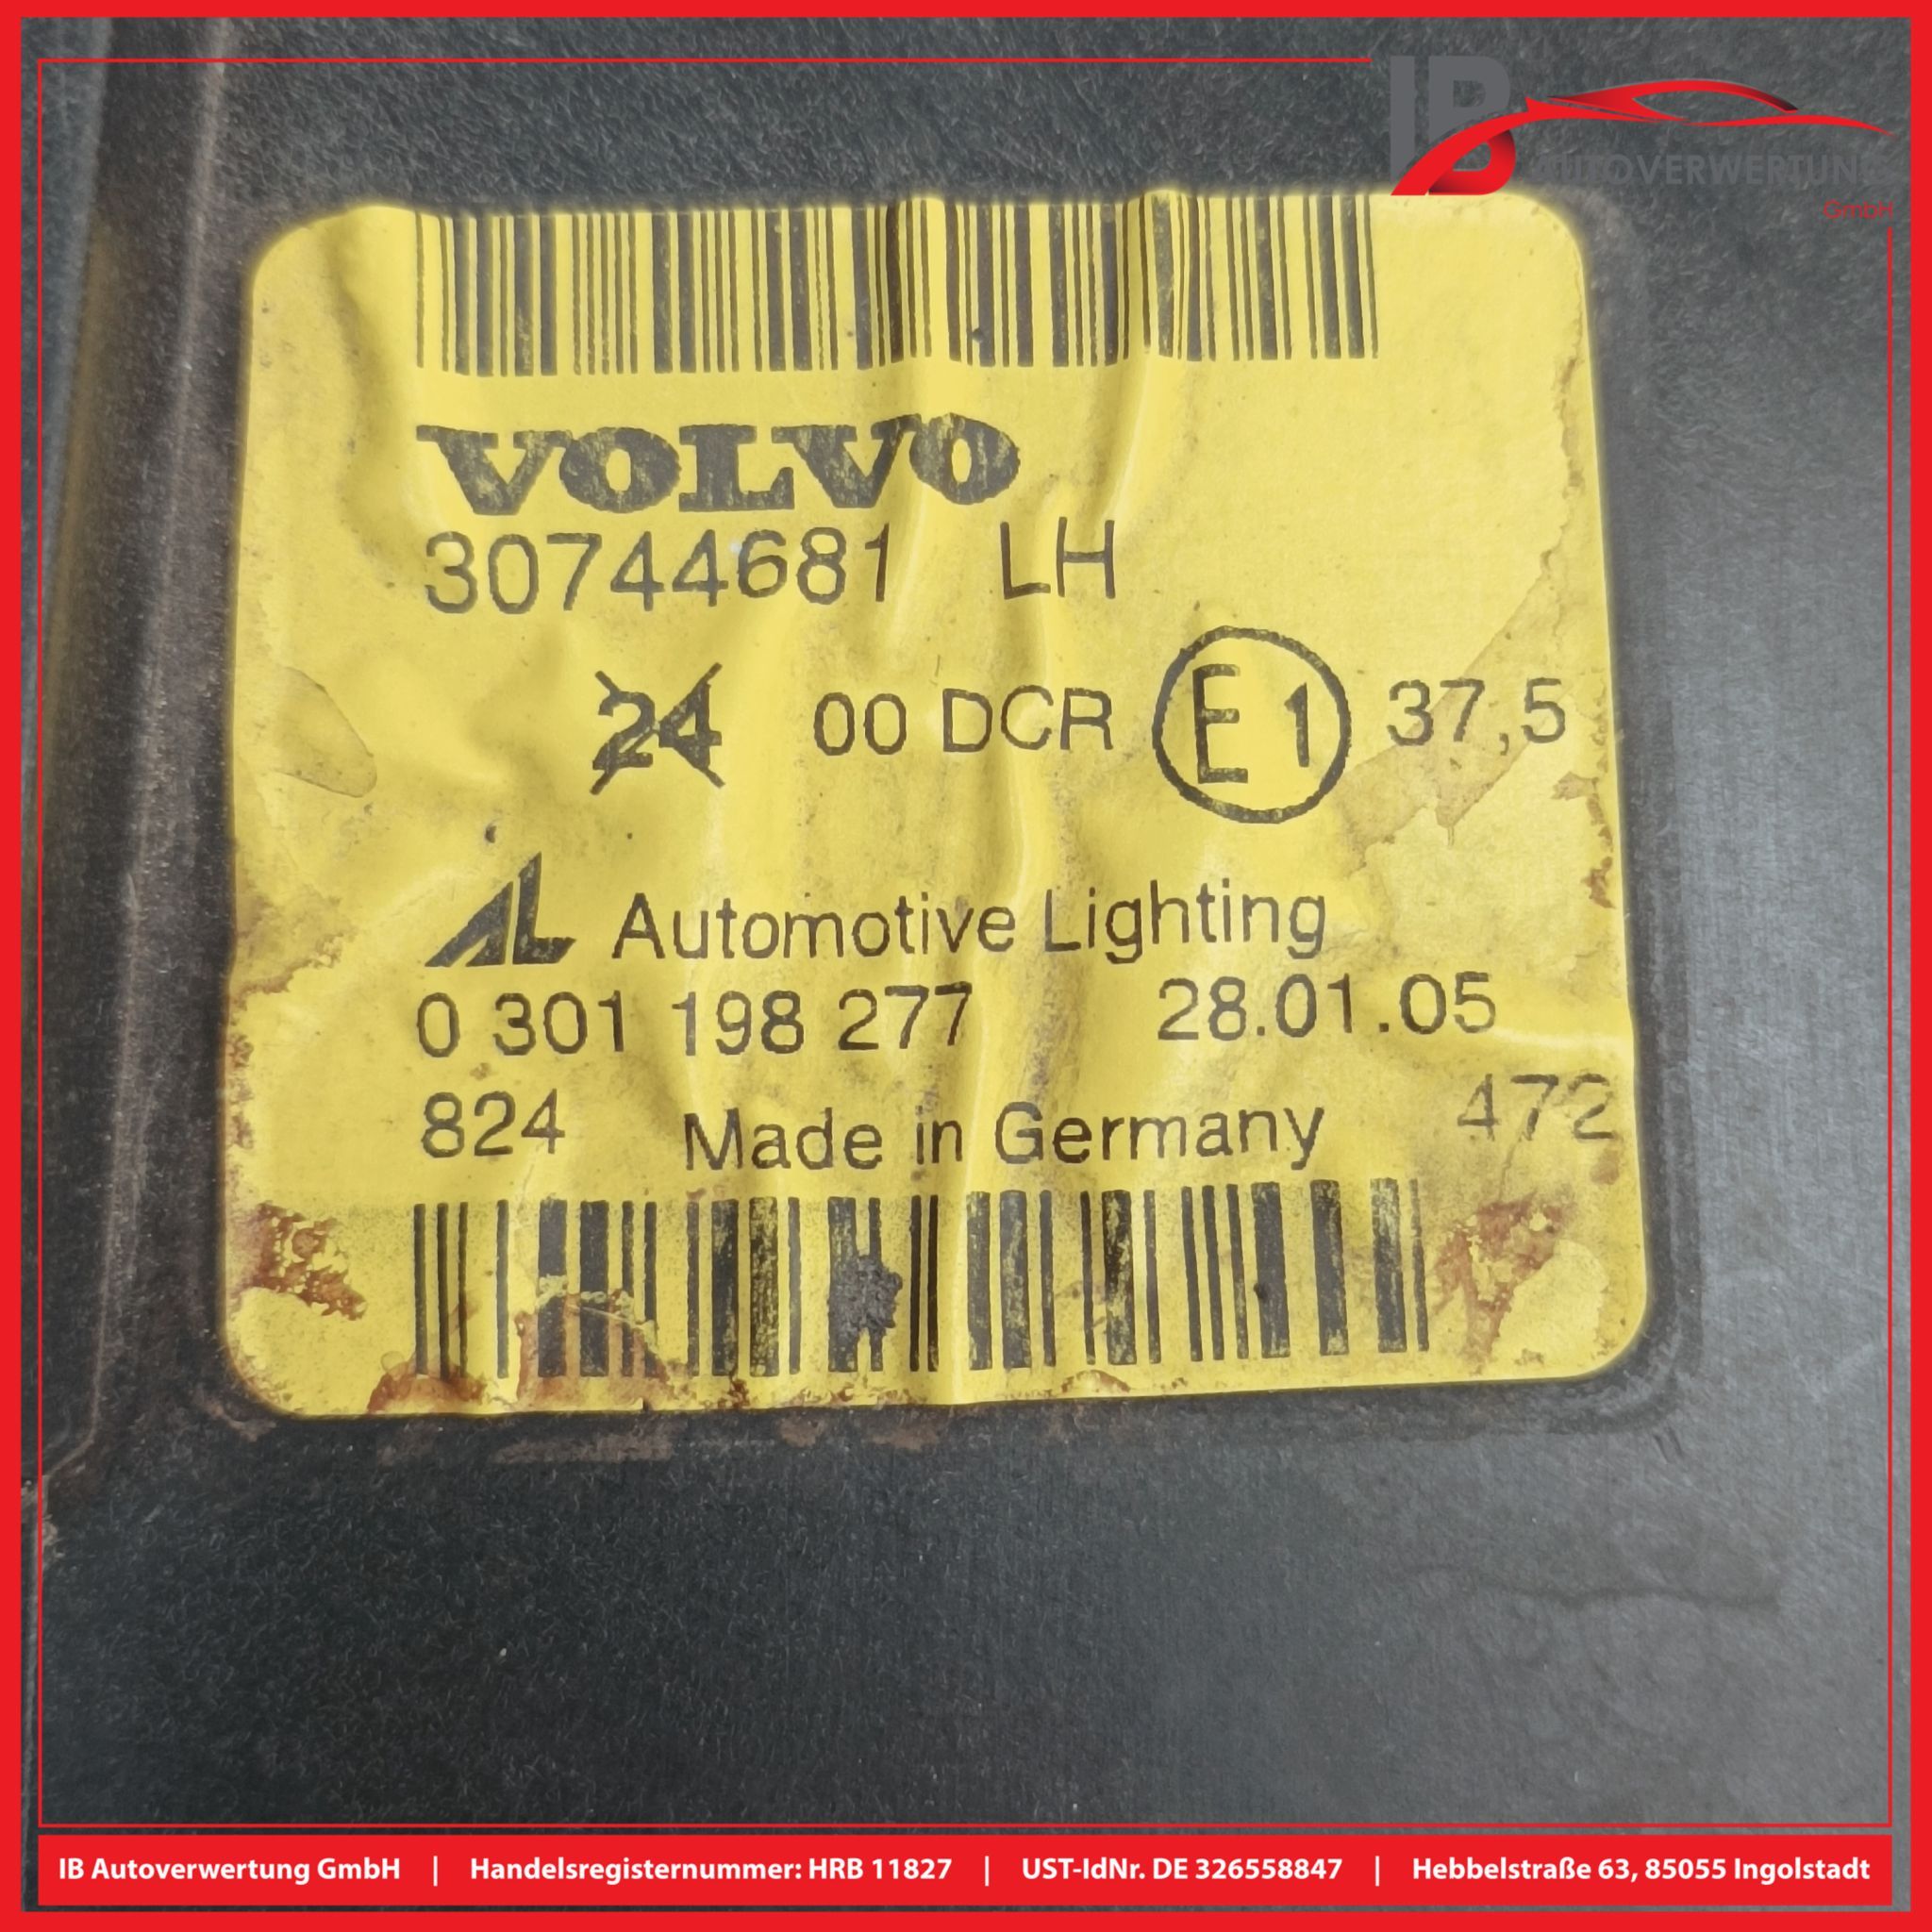 IB
AUTOVERWERTUNG
GmbH
VOLVO
30744681 LH
24 00 DCR E1 37,5
AL Automotive Lighting
0 301 198 277 28.01.05
824 Made in Germany 472
IB Autoverwertung GmbH | Handelsregisternummer: HRB 11827 | UST-IdNr. DE 326558847 | Hebbelstraße 63, 85055 Ingolstadt